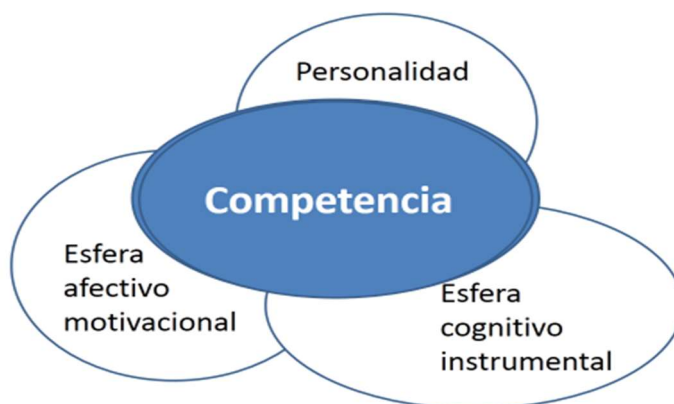 Personalidad
Competencia
Esfera
afectivo
motivacional
Esfera
cognitivo
instrumental